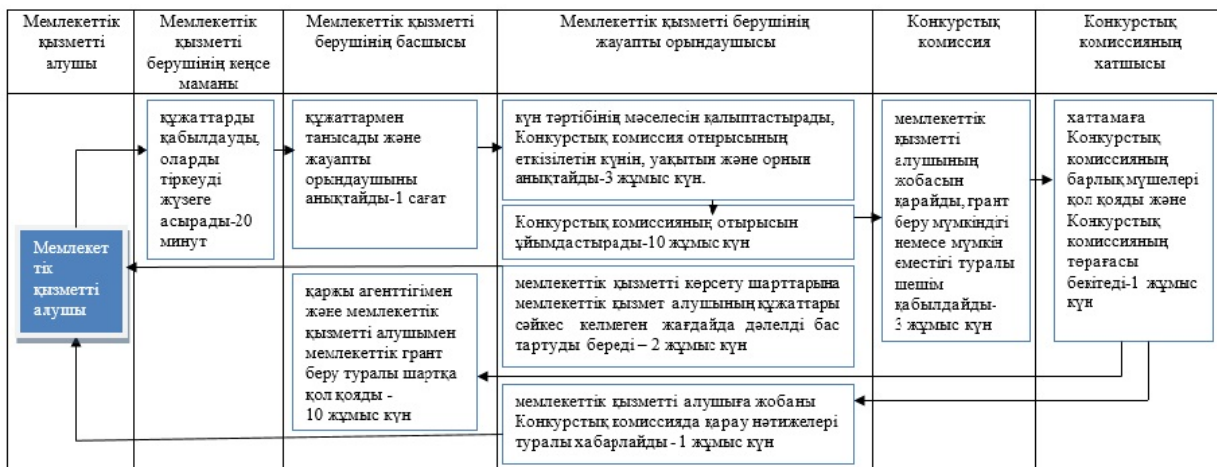 Мемлекеттік
қызметті
алушы
Мемлекеттік
қызметті
берушінің кеңсе
маманы
Мемлекеттік қызметті
берушінің басшысы
Мемлекеттік қызметті берушінің
жауапты орындаушысы
Конкурстық
комиссия
Конкурстық
комиссияның
хатшысы
Мемлекет
тік
қызметті
алушы
құжаттарды
қабылдауды,
оларды
тіркеуді
жүзеге
асырады-20
минут
құжаттармен
танысады және
жауапты
орындаушыны
анықтайды-1 сағат
қаржы агенттігімен
және мемлекеттік
қызметті алушымен
мемлекеттік грант
беру туралы шартқа
қол қояды -
10 жұмыс күн
күн тәртібінің мәселесін қалыптастырады,
Конкурстық комиссия отырысының
еткізілетін күнін, уақытын және орнын
анықтайды-3 жұмыс күн.
Конкурстық комиссияның отырысын
ұйымдастырады-10 жұмыс күн
мемлекеттік қызметті көрсету шарттарына
мемлекеттік қызмет алушының құжаттары
сәйкес келмеген жағдайда дәлелді бас
тартуды береді – 2 жұмыс күн
мемлекеттік қызметті алушыға жобаны
Конкурстық комиссияда қарау нәтижелері
туралы хабарлайды - 1 жұмыс күн
мемлекеттік
қызметті
алушының
жобасын
қарайды, грант
беру мүмкіндігі
немесе мүмкін
еместігі туралы
шешім
қабылдайды-
3 жұмыс күн
хаттамаға
Конкурстық
комиссияның
барлық мүшелері
қол қояды және
Конкурстық
комиссияның
төрағасы
бекітеді-1 жұмыс
күн